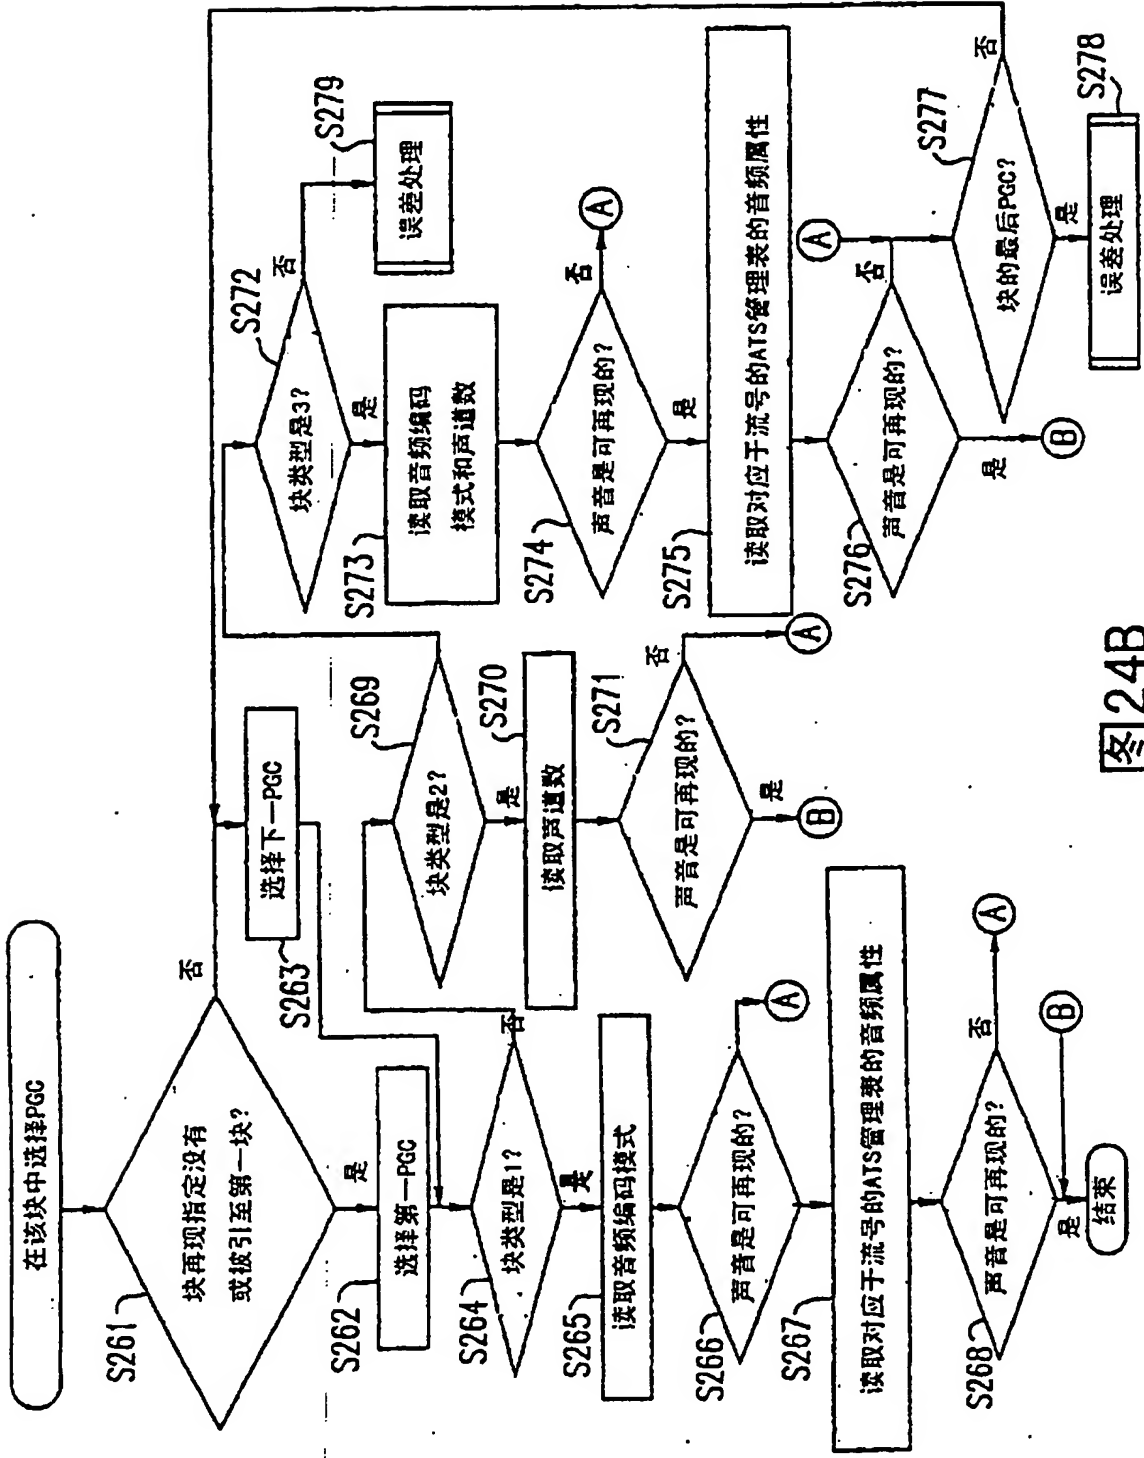 在该块中选择PGC
S261
块再现指定没有
或被引至第一块?
否
是
S262
选择第一PGC
S263
选择下一PGC
S264
块类型是1?
否
是
S265
读取音频编码模式
S266
声音是可再现的?
A
S267
读取对应于流号的ATS管理表的音频属性
S268
声音是可再现的?
否
A
是
B
结束
S269
块类型是2?
是
S270
读取声道数
S271
声音是可再现的?
否
A
是
B
S272
块类型是3?
否
S279
误差处理
是
S273
读取音频编码
模式和声道数
S274
声音是可再现的?
否
A
是
S275
读取对应于流号的ATS管理表的音频属性
S276
声音是可再现的?
否
A
是
B
S277
块的最后PGC?
否
是
S278
误差处理
图24B